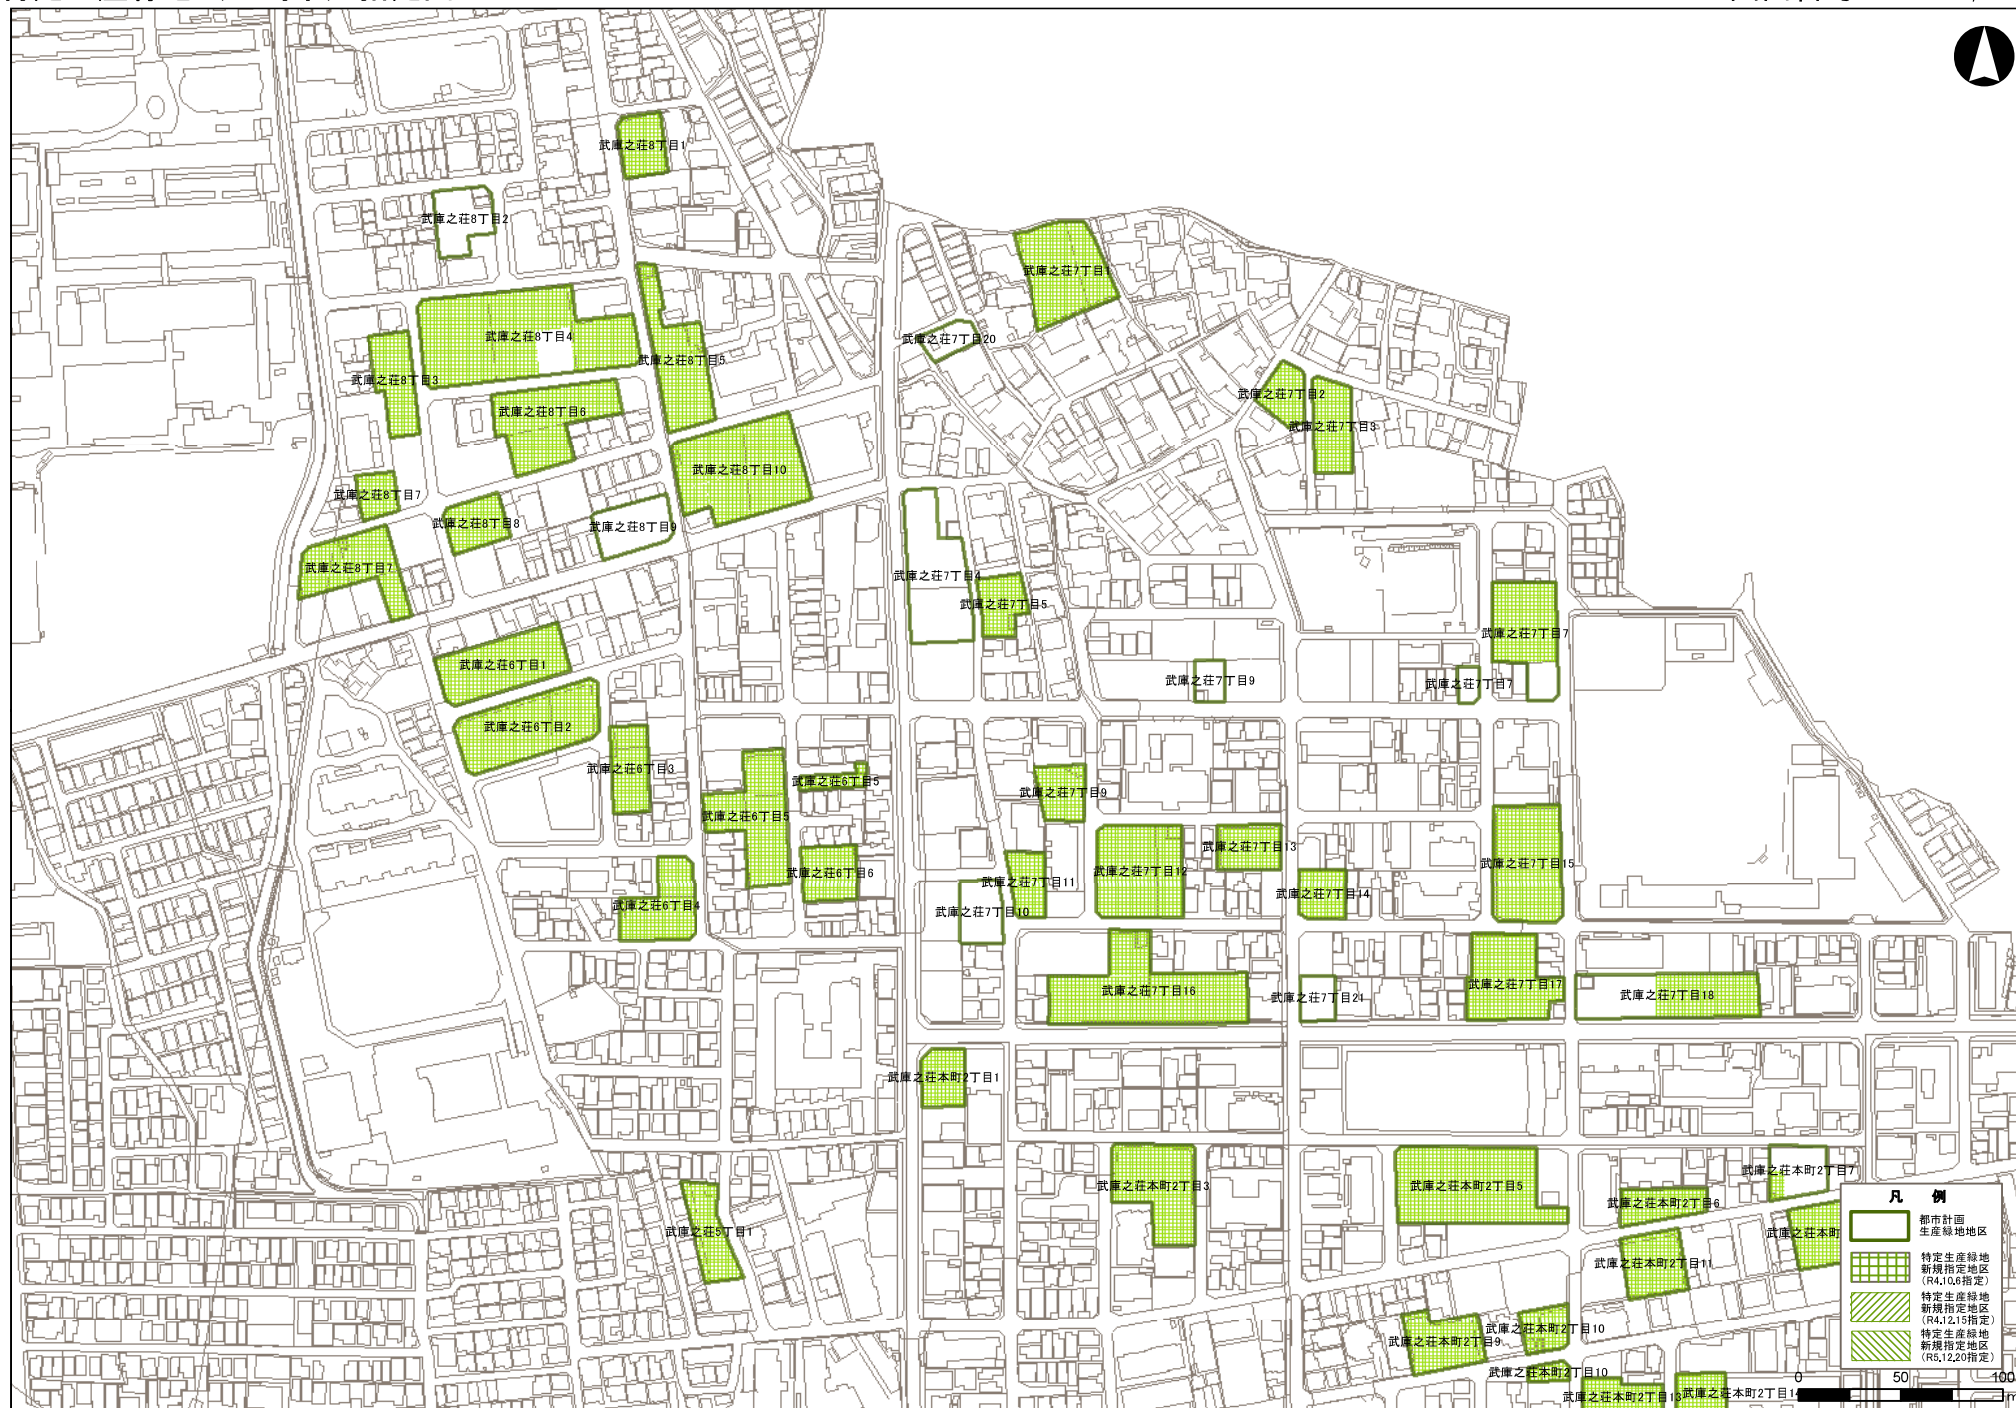 武庫之荘8丁目1
武庫之荘8丁目2
武庫之荘7丁目1
武庫之荘8丁目4
武庫之荘7丁目20
武庫之荘8丁目5
武庫之荘8丁目3
武庫之荘7丁目2
武庫之荘8丁目6
武庫之荘7丁目3
武庫之荘8丁目10
武庫之荘8丁目7
武庫之荘8丁目8
武庫之荘8丁目9
武庫之荘8丁目7
武庫之荘7丁目4
武庫之荘7丁目5
武庫之荘7丁目7
武庫之荘6丁目1
武庫之荘7丁目9
武庫之荘7丁目7
武庫之荘6丁目2
武庫之荘6丁目3
武庫之荘6丁目5
武庫之荘7丁目9
武庫之荘6丁目5
武庫之荘7丁目13
武庫之荘7丁目15
武庫之荘6丁目6
武庫之荘7丁目12
武庫之荘7丁目11
武庫之荘7丁目14
武庫之荘6丁目4
武庫之荘7丁目10
武庫之荘7丁目17
武庫之荘7丁目16
武庫之荘7丁目21
武庫之荘7丁目18
武庫之荘本町2丁目1
武庫之荘本町2丁目7
武庫之荘本町2丁目3
武庫之荘本町2丁目5
武庫之荘本町2丁目6
武庫之荘5丁目1
武庫之荘本町
武庫之荘本町2丁目11
武庫之荘本町2丁目10
武庫之荘本町2丁目9
武庫之荘本町2丁目10
武庫之荘本町2丁目13
武庫之荘本町2丁目14
凡 例
都市計画
生産緑地地区
特定生産緑地
新規指定地区
(R4.10.6指定)
特定生産緑地
新規指定地区
(R4.12.15指定)
特定生産緑地
新規指定地区
(R5.12.20指定)
0 50 100
m